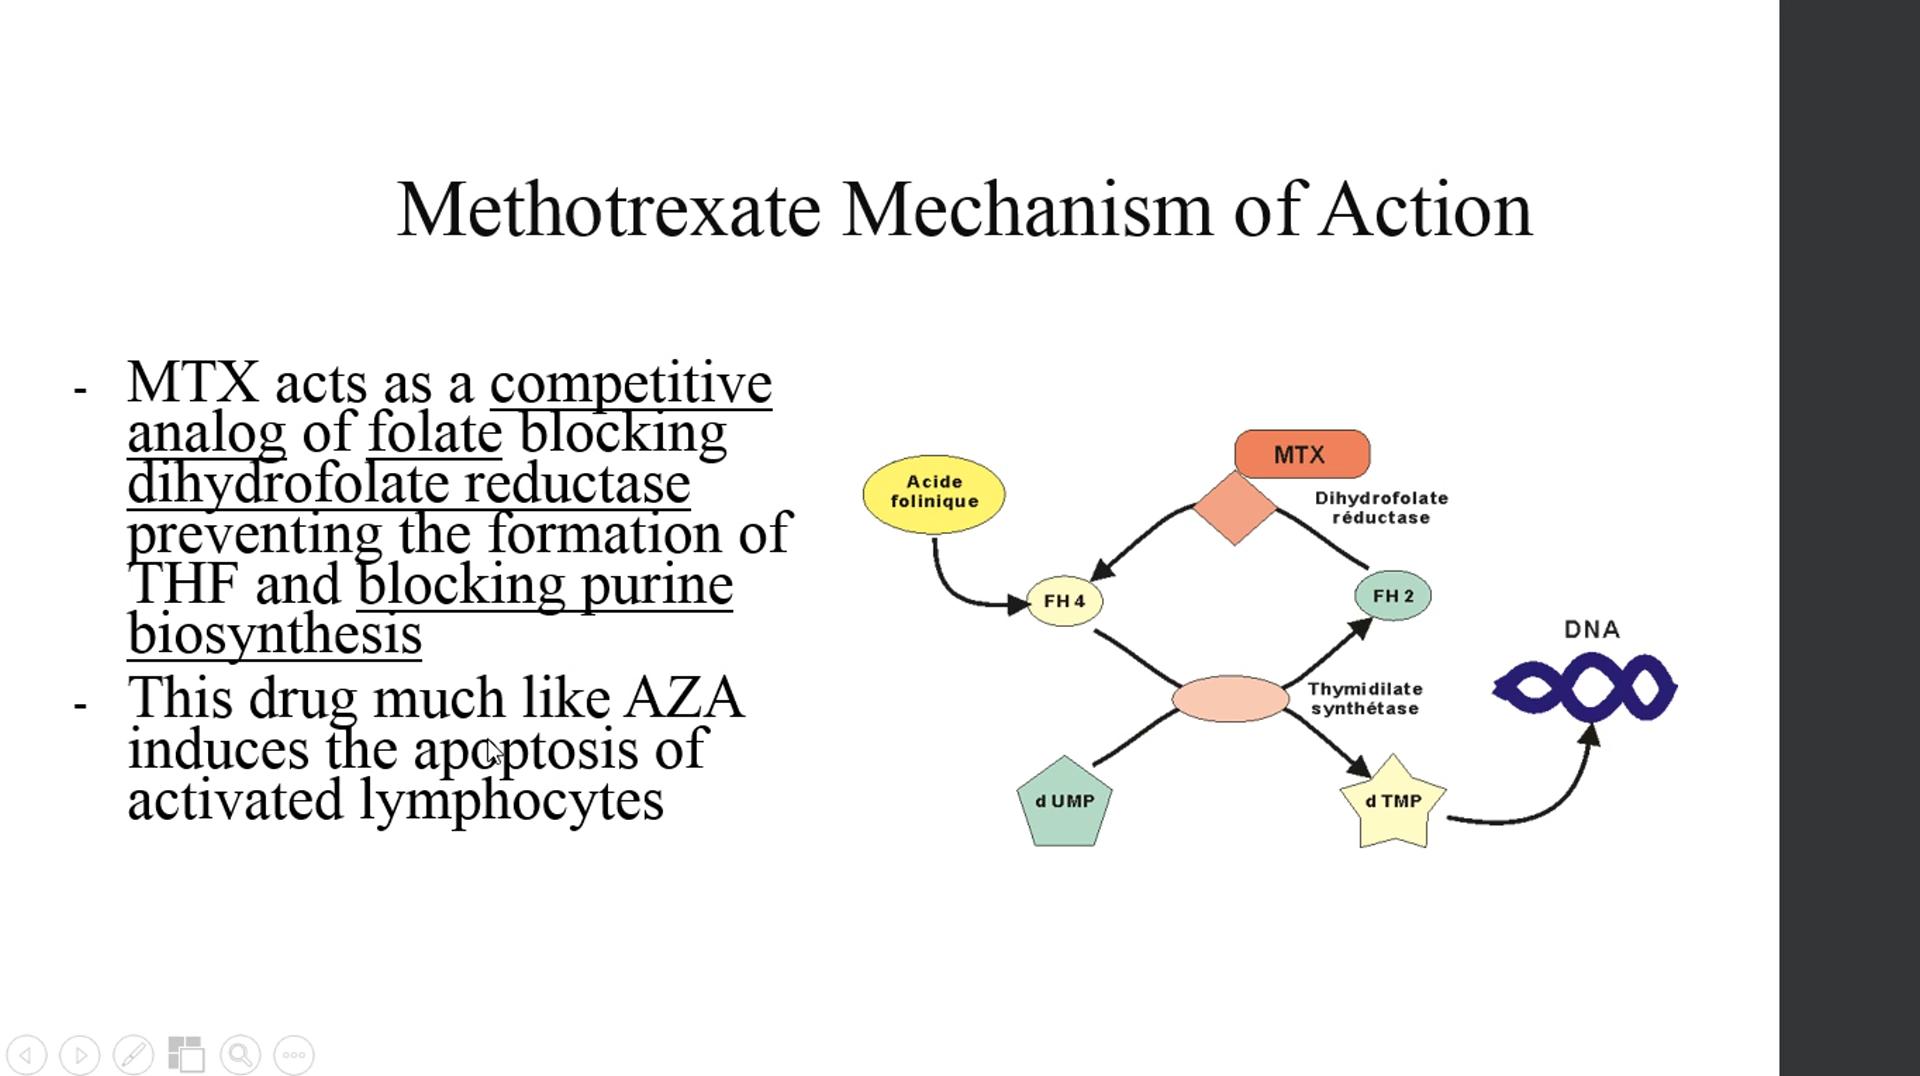 Methotrexate Mechanism of Action
- MTX acts as a competitive
analog of folate blocking
dihydrofolate reductase
preventing the formation of
THF and blocking purine
biosynthesis
- This drug much like AZA
induces the apoptosis of
activated lymphocytes
MTX
Acide
folinique
Dihydrofolate
réductase
FH 4
FH 2
DNA
Thymidilate
synthétase
d UMP
d TMP